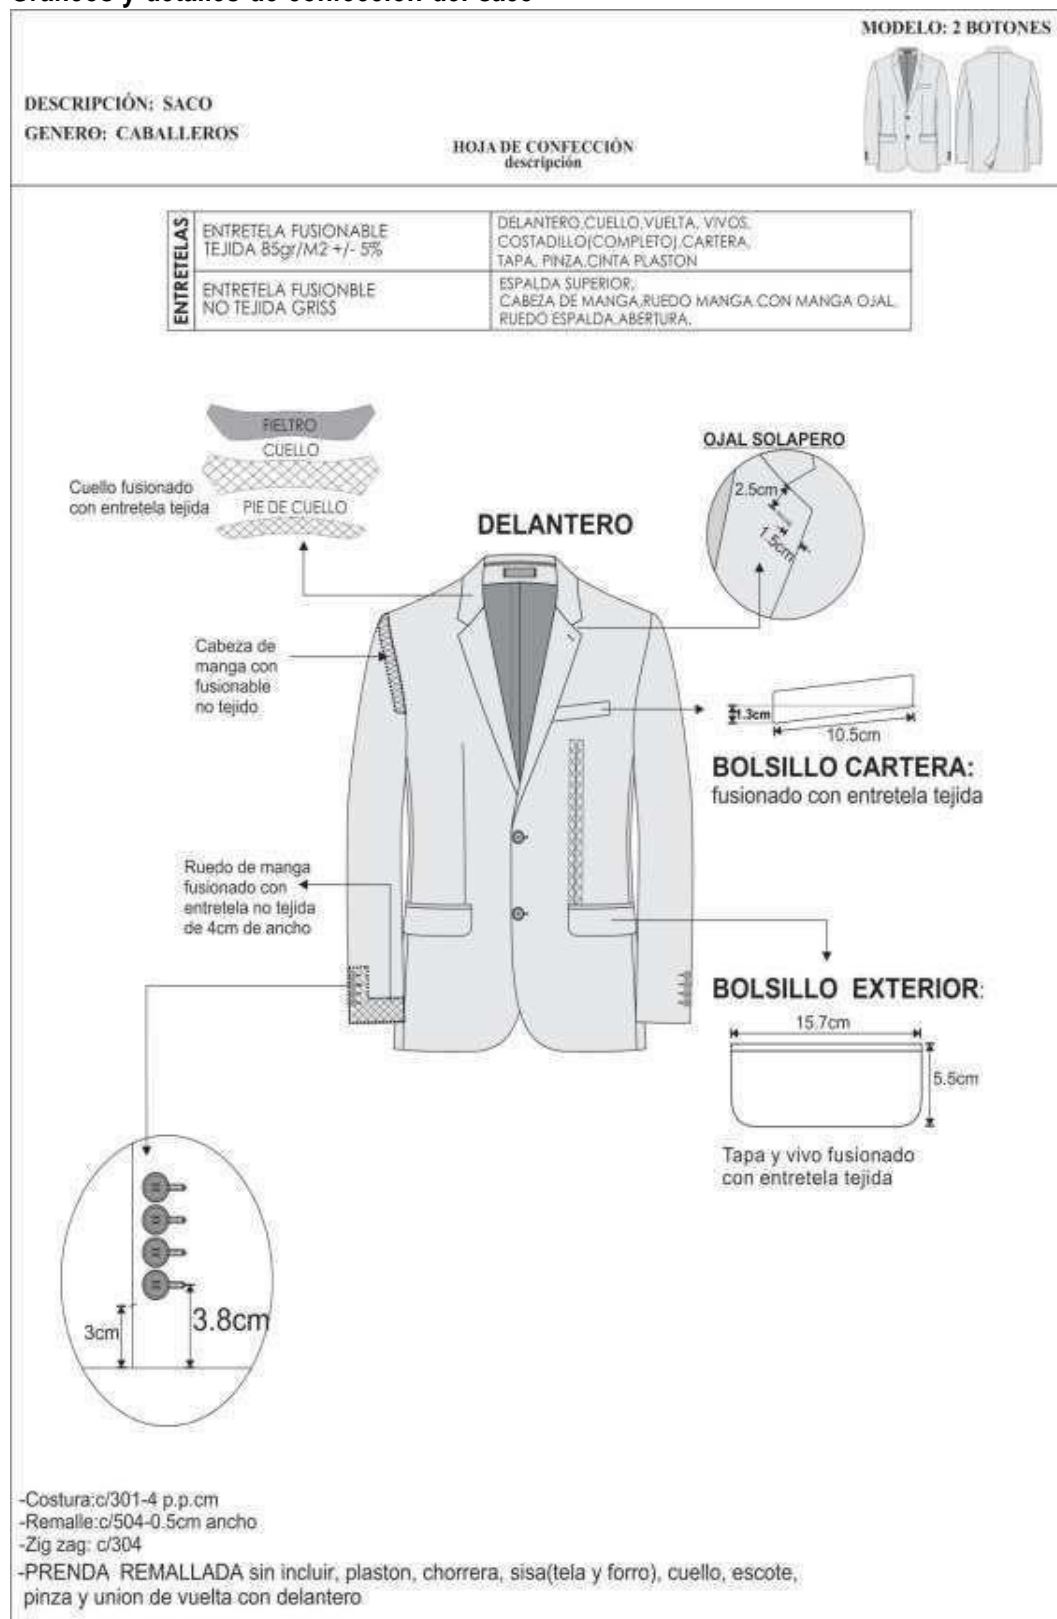 Gráficos y detalles de confección del saco
MODELO: 2 BOTONES
DESCRIPCIÓN: SACO
GENERO: CABALLEROS
HOJA DE CONFECCIÓN
descripción
ENTRETELAS
ENTRETELA FUSIONABLE
TEJIDA 85gr/M2 +/- 5%
DELANTERO,CUELLO,VUELTA, VIVOS,
COSTADILLO(COMPLETO),CARTERA,
TAPA, PINZA,CINTA PLASTON
ENTRETELA FUSIONBLE
NO TEJIDA GRISS
ESPALDA SUPERIOR,
CABEZA DE MANGA,RUEDO MANGA CON MANGA OJAL,
RUEDO ESPALDA,ABERTURA,
FIELTRO
CUELLO
PIE DE CUELLO
Cuello fusionado
con entretela tejida
OJAL SOLAPERO
2.5cm
1.5cm
DELANTERO
Cabeza de
manga con
fusionable
no tejido
1.3cm
10.5cm
BOLSILLO CARTERA:
fusionado con entretela tejida
Ruedo de manga
fusionado con
entretela no tejida
de 4cm de ancho
BOLSILLO EXTERIOR:
15.7cm
5.5cm
Tapa y vivo fusionado
con entretela tejida
3cm
3.8cm
-Costura:c/301-4 p.p.cm
-Remalle:c/504-0.5cm ancho
-Zig zag: c/304
-PRENDA REMALLADA sin incluir, plaston, chorrera, sisa(tela y forro), cuello, escote,
pinza y union de vuelta con delantero